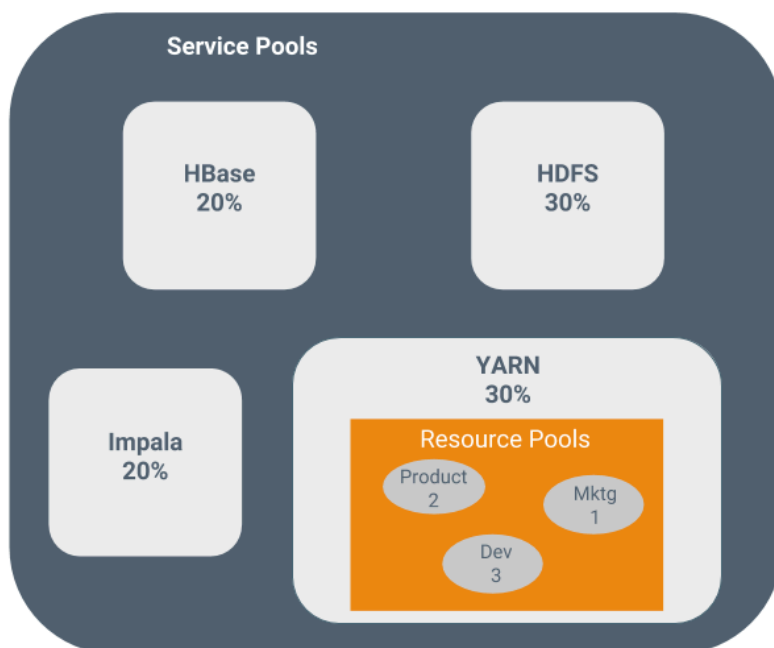 Service Pools
HBase
20%
HDFS
30%
Impala
20%
YARN
30%
Resource Pools
Product
2
Mktg
1
Dev
3